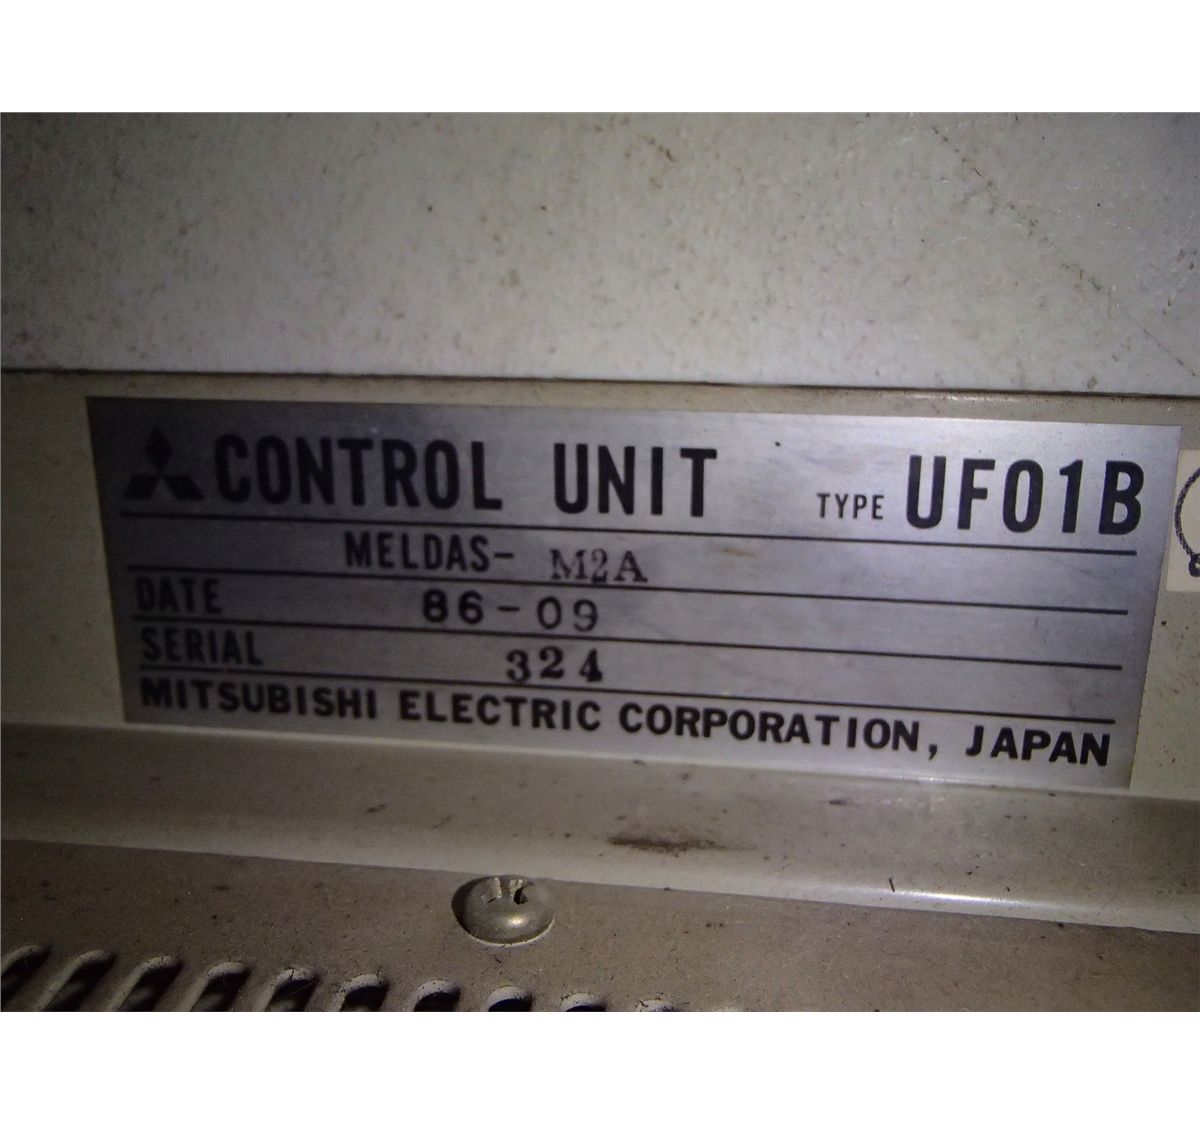 CONTROL UNIT TYPE UF01B
MELDAS- M2A
DATE 86-09
SERIAL 324
MITSUBISHI ELECTRIC CORPORATION, JAPAN